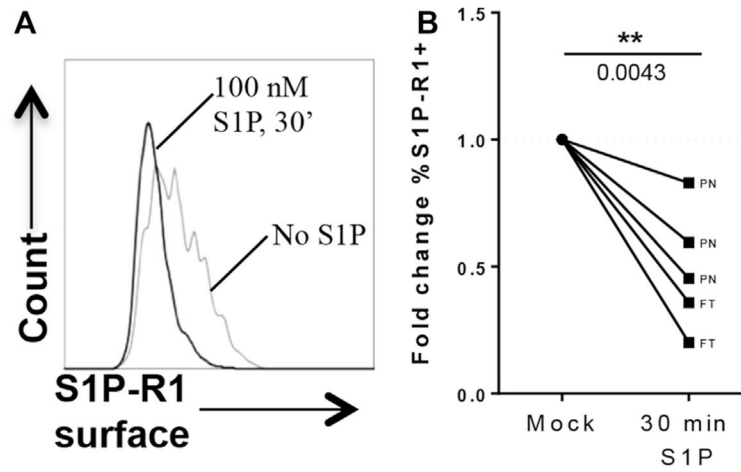 A
100 nM
S1P, 30’
No S1P
Count
S1P-R1
surface
B
**
0.0043
Fold change %S1P-R1+
1.5
1.0
0.5
0.0
PN
PN
PN
FT
FT
Mock
30 min
S1P